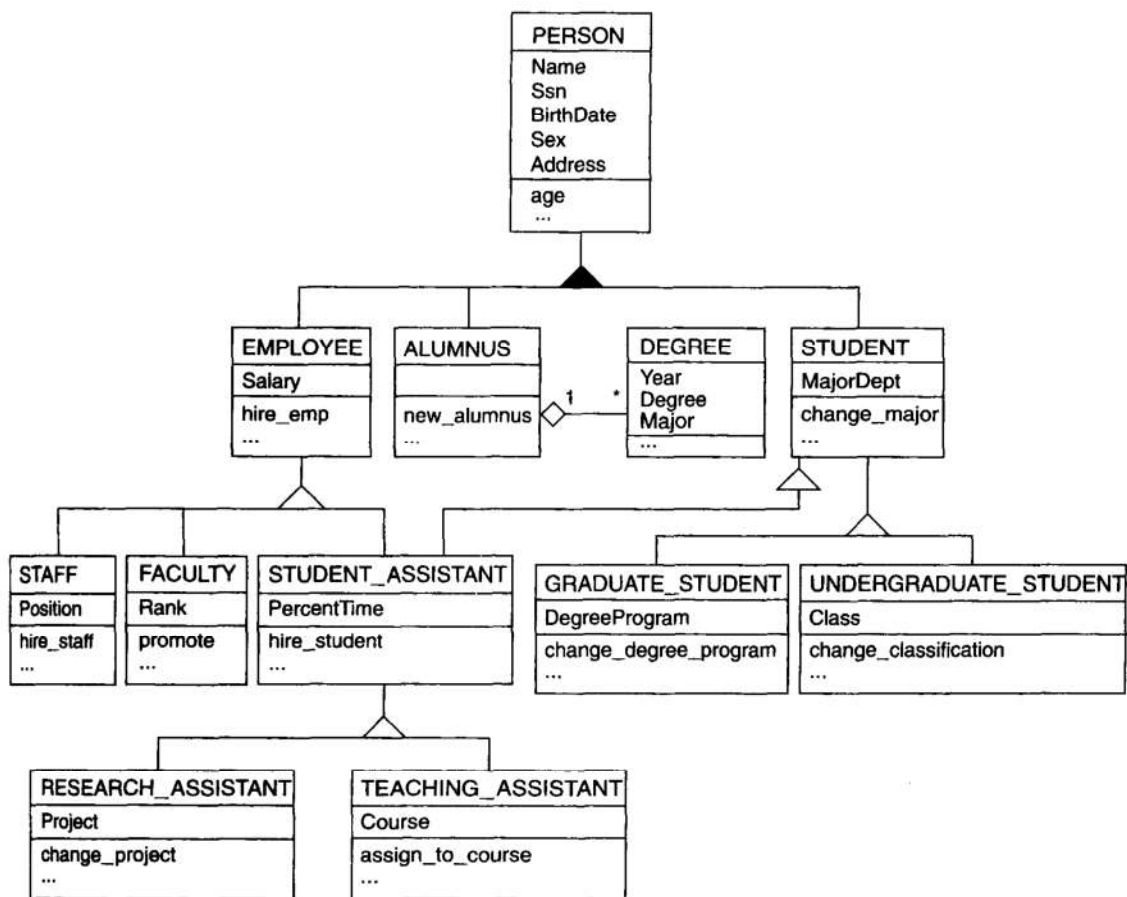 PERSON
Name
Ssn
BirthDate
Sex
Address
age
...
EMPLOYEE
Salary
hire_emp
...
ALUMNUS
new_alumnus
...
1
*
DEGREE
Year
Degree
Major
...
STUDENT
MajorDept
change_major
...
STAFF
Position
hire_staff
...
FACULTY
Rank
promote
...
STUDENT_ASSISTANT
PercentTime
hire_student
...
GRADUATE_STUDENT
DegreeProgram
change_degree_program
...
UNDERGRADUATE_STUDENT
Class
change_classification
...
RESEARCH_ASSISTANT
Project
change_project
...
TEACHING_ASSISTANT
Course
assign_to_course
...